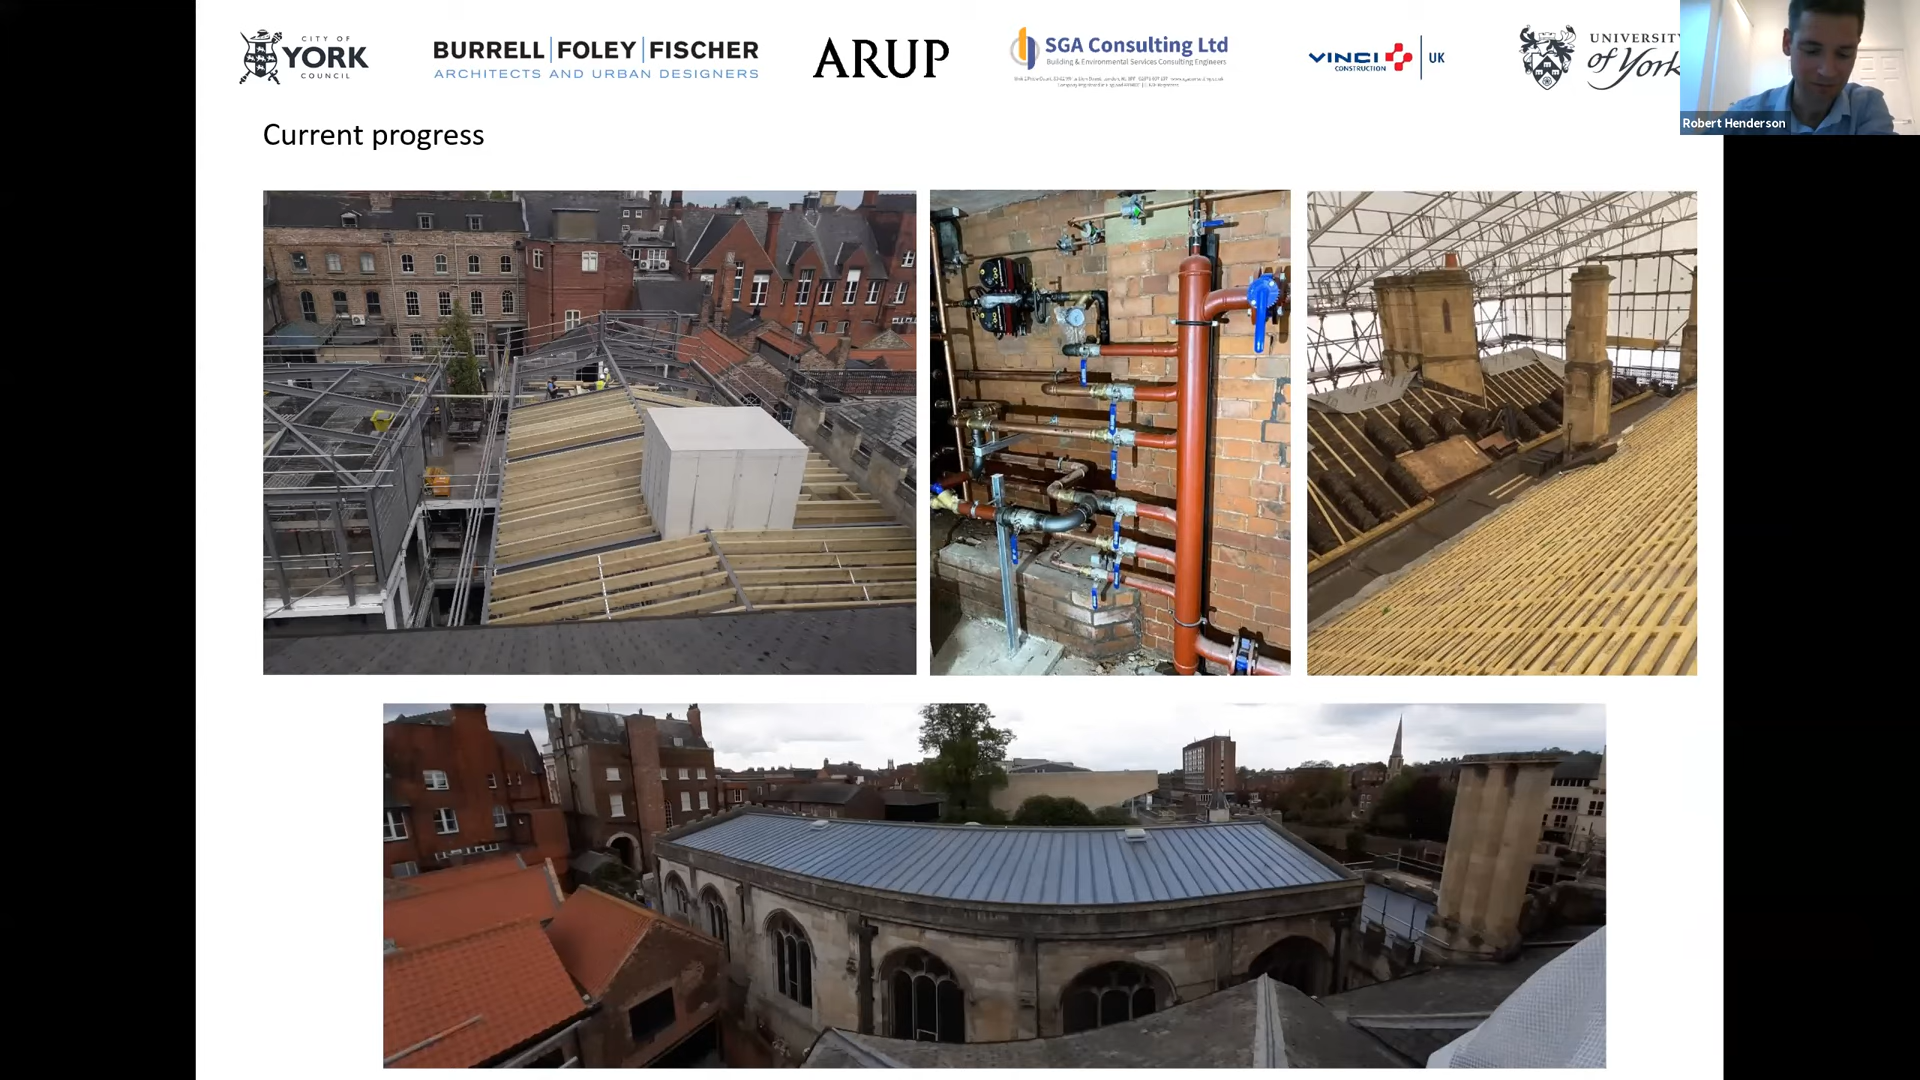 CITY OF
YORK
COUNCIL
BURRELL FOLEY FISCHER
ARCHITECTS AND URBAN DESIGNERS
ARUP
SGA Consulting Ltd
Building & Environmental Services Consulting Engineers
VINCI
CONSTRUCTION
UK
UNIVERSITY
of York
Robert Henderson
Current progress